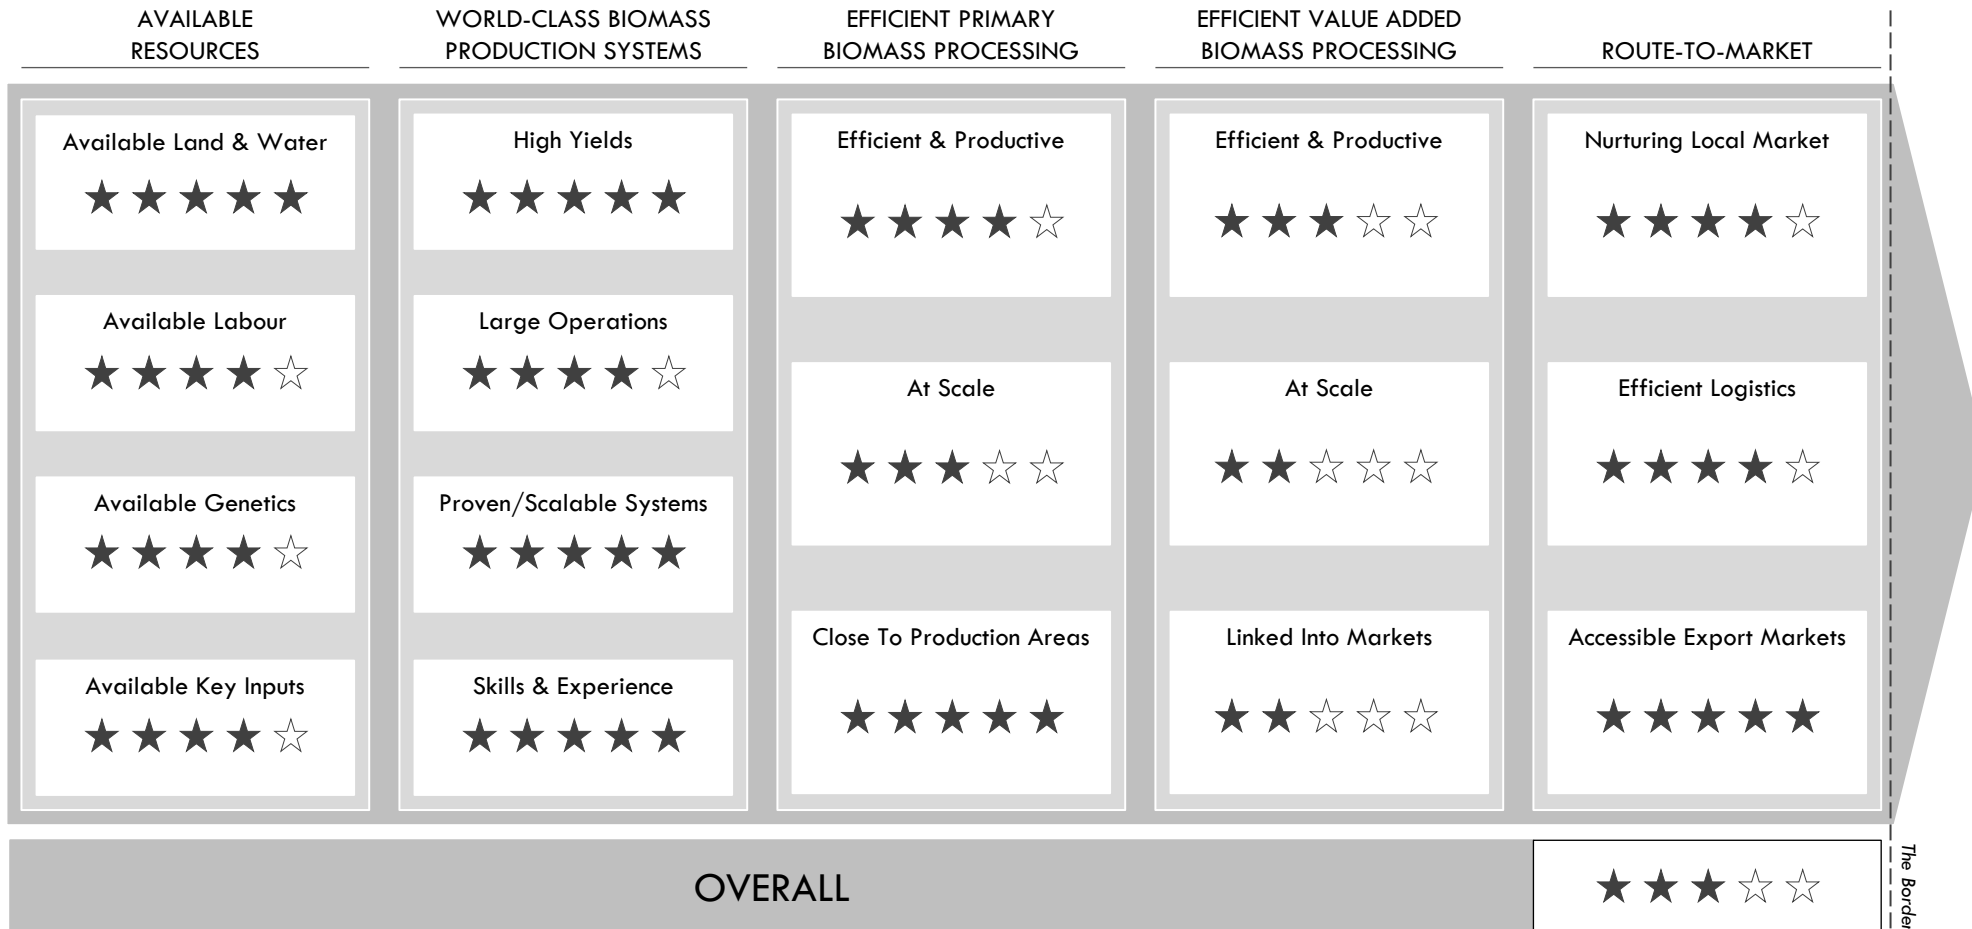 AVAILABLE
RESOURCES
WORLD-CLASS BIOMASS
PRODUCTION SYSTEMS
EFFICIENT PRIMARY
BIOMASS PROCESSING
EFFICIENT VALUE ADDED
BIOMASS PROCESSING
ROUTE-TO-MARKET
Available Land & Water
★ ★ ★ ★ ★
Available Labour
★ ★ ★ ★ ☆
Available Genetics
★ ★ ★ ★ ☆
Available Key Inputs
★ ★ ★ ★ ☆
High Yields
★ ★ ★ ★ ★
Large Operations
★ ★ ★ ★ ☆
Proven/Scalable Systems
★ ★ ★ ★ ★
Skills & Experience
★ ★ ★ ★ ★
Efficient & Productive
★ ★ ★ ★ ☆
At Scale
★ ★ ★ ☆ ☆
Close To Production Areas
★ ★ ★ ★ ★
Efficient & Productive
★ ★ ★ ☆ ☆
At Scale
★ ★ ☆ ☆ ☆
Linked Into Markets
★ ★ ☆ ☆ ☆
Nurturing Local Market
★ ★ ★ ★ ☆
Efficient Logistics
★ ★ ★ ★ ☆
Accessible Export Markets
★ ★ ★ ★ ★
OVERALL
★ ★ ★ ☆ ☆
The Border